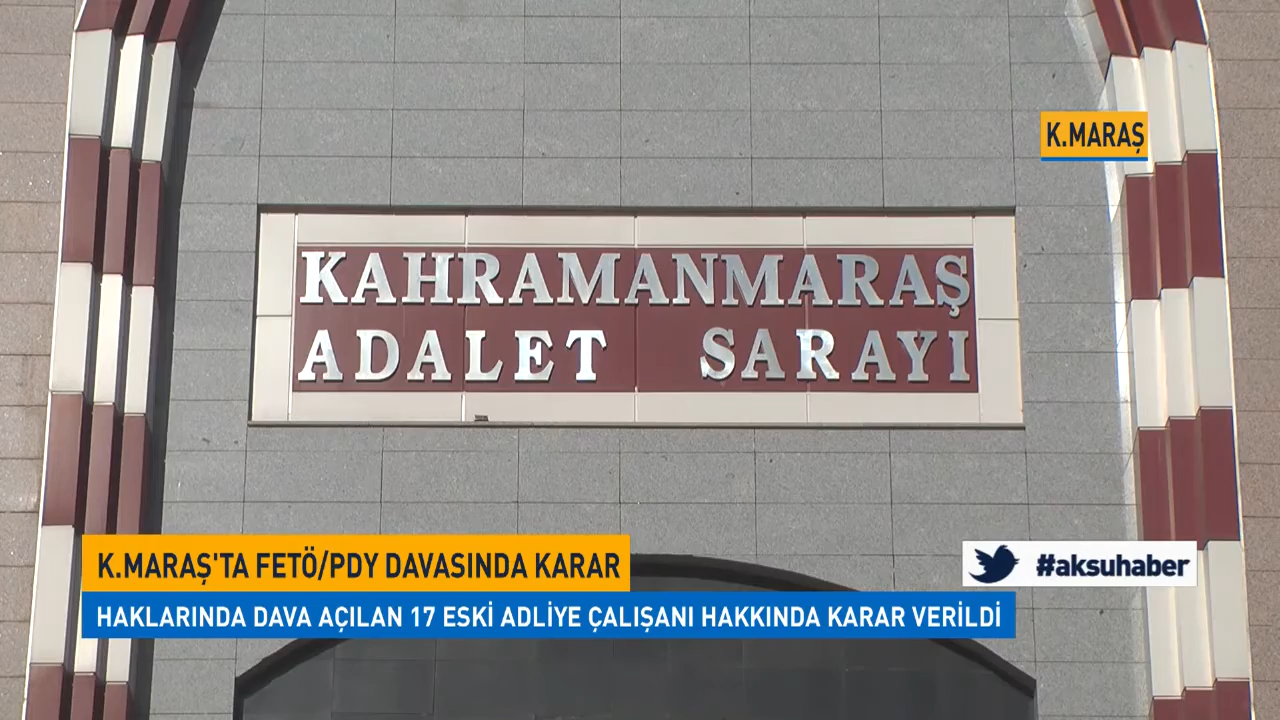 K.MARAŞ
KAHRAMANMARAŞ
ADALET SARAYI
K.MARAŞ'TA FETÖ/PDY DAVASINDA KARAR
#aksuhaber
HAKLARINDA DAVA AÇILAN 17 ESKİ ADLİYE ÇALIŞANI HAKKINDA KARAR VERİLDİ